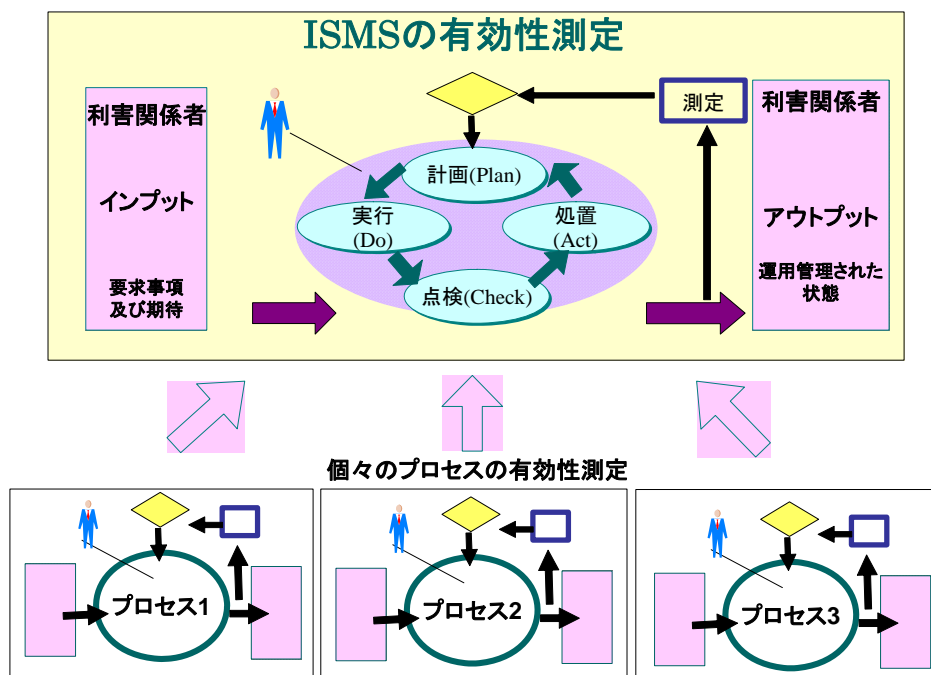 ISMSの有効性測定
利害関係者
インプット
要求事項
及び期待
計画(Plan)
実行
(Do)
処置
(Act)
点検(Check)
測定
利害関係者
アウトプット
運用管理された
状態
個々のプロセスの有効性測定
プロセス1
プロセス2
プロセス3